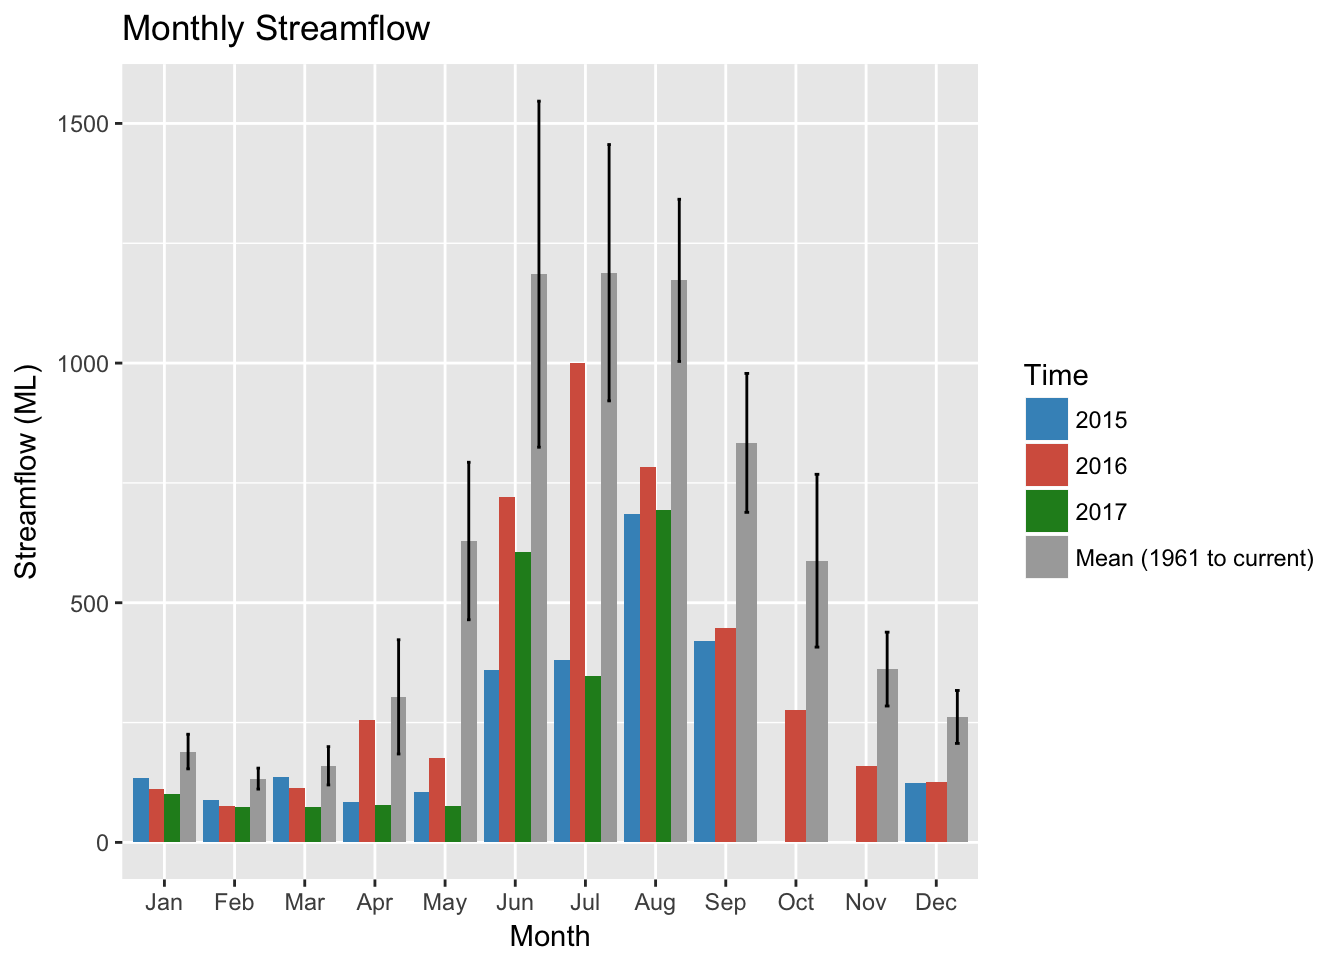 Monthly Streamflow
Streamflow (ML)
1500
1000
500
0
Jan Feb Mar Apr May Jun Jul Aug Sep Oct Nov Dec
Month
Time
2015
2016
2017
Mean (1961 to current)